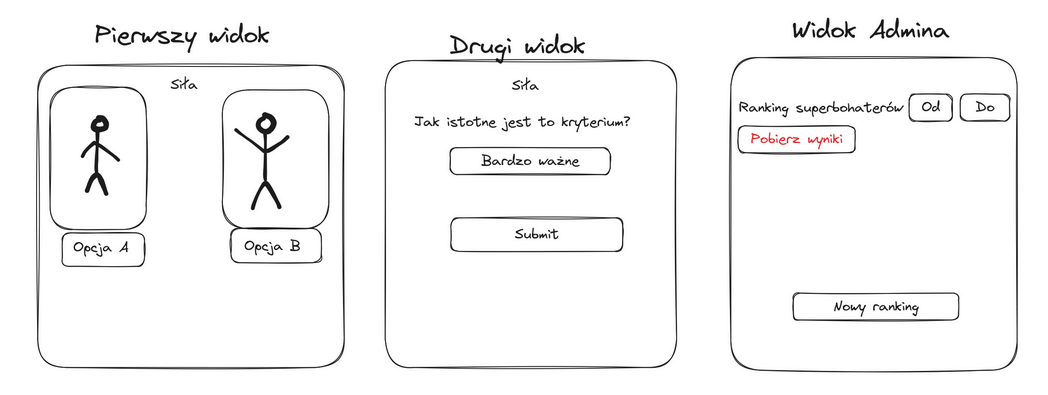 Pierwszy widok
Siła
Opcja A
Opcja B
Drugi widok
Siła
Jak istotne jest to kryterium?
Bardzo ważne
Submit
Widok Admina
Ranking superbohaterów Od Do
Pobierz wyniki
Nowy ranking